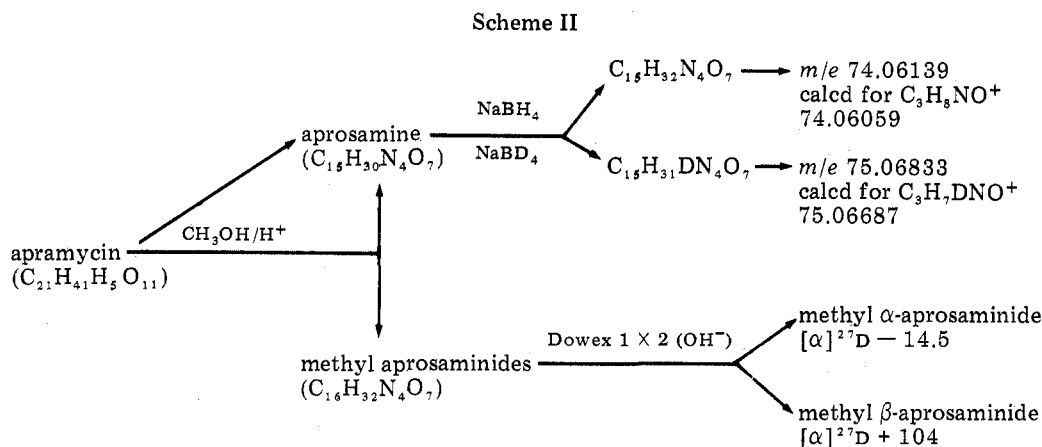 Scheme II
C₁₅H₃₂N₄O₇ m/e 74.06139
calcd for C₃H₈NO⁺
74.06059
NaBH₄
aprosamine
(C₁₅H₃₀N₄O₇)
NaBD₄
C₁₅H₃₁DN₄O₇ m/e 75.06833
calcd for C₃H₇DNO⁺
75.06687
CH₃OH/H⁺
apramycin
(C₂₁H₄₁H₅O₁₁)
methyl α-aprosaminide
[α]²⁷D − 14.5
Dowex 1 × 2 (OH⁻)
methyl aprosaminides
(C₁₆H₃₂N₄O₇)
methyl β-aprosaminide
[α]²⁷D + 104